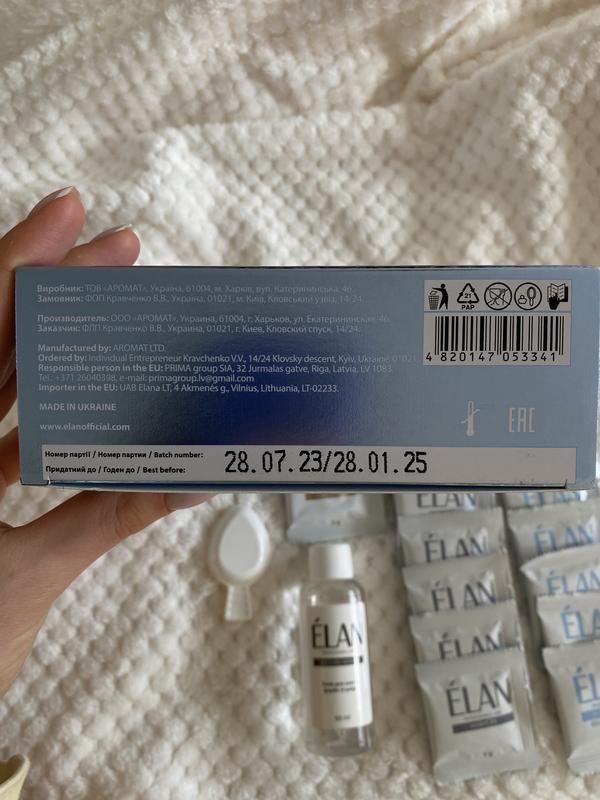 Виробник: ТОВ «АРОМАТ», Україна, 61004, м. Харків, вул. Катерининська, 46.
Замовник: ФОП Кравченко В.В., Україна, 01021, м. Київ, Кловський узвіз, 14/24.
Производитель: ООО «АРОМАТ», Украина, 61004, г. Харьков, ул. Екатерининская, 46.
Заказчик: ФЛП Кравченко В.В., Украина, 01021, г. Киев, Кловский спуск, 14/24.
Manufactured by: AROMAT LTD.
Ordered by: Individual Entrepreneur Kravchenko V.V., 14/24 Klovsky descent, Kyiv, Ukraine 01021.
Responsible person in the EU: PRIMA group SIA, 32 Jurmalas gatve, Riga, Latvia, LV 1083.
Tel.: +371 26040398, e-mail: primagroup.lv@gmail.com
Importer in the EU: UAB Elana LT, 4 Akmenės g., Vilnius, Lithuania, LT-02233.
MADE IN UKRAINE
www.elanofficial.com
21
PAP
4 820147 053341
EAC
Номер партії / Номер партии / Batch number:
Придатний до / Годен до / Best before:
28.07.23/28.01.25
ÉLAN
ÉLAN
ÉLAN
ÉLAN
ÉLAN
ÉLAN